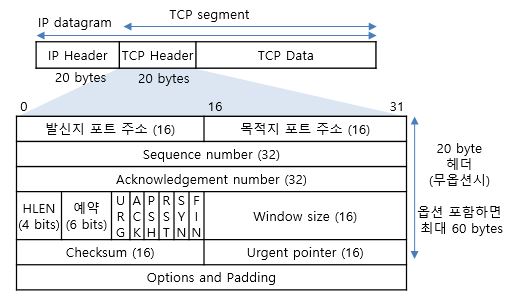 TCP segment
IP datagram
IP Header
TCP Header
TCP Data
20 bytes
20 bytes
0
16
31
발신지 포트 주소 (16)
목적지 포트 주소 (16)
Sequence number (32)
Acknowledgement number (32)
HLEN
(4 bits)
예약
(6 bits)
URG
ACK
PSH
RST
SYN
FIN
Window size (16)
Checksum (16)
Urgent pointer (16)
Options and Padding
20 byte
헤더
(무옵션시)
옵션 포함하면
최대 60 bytes